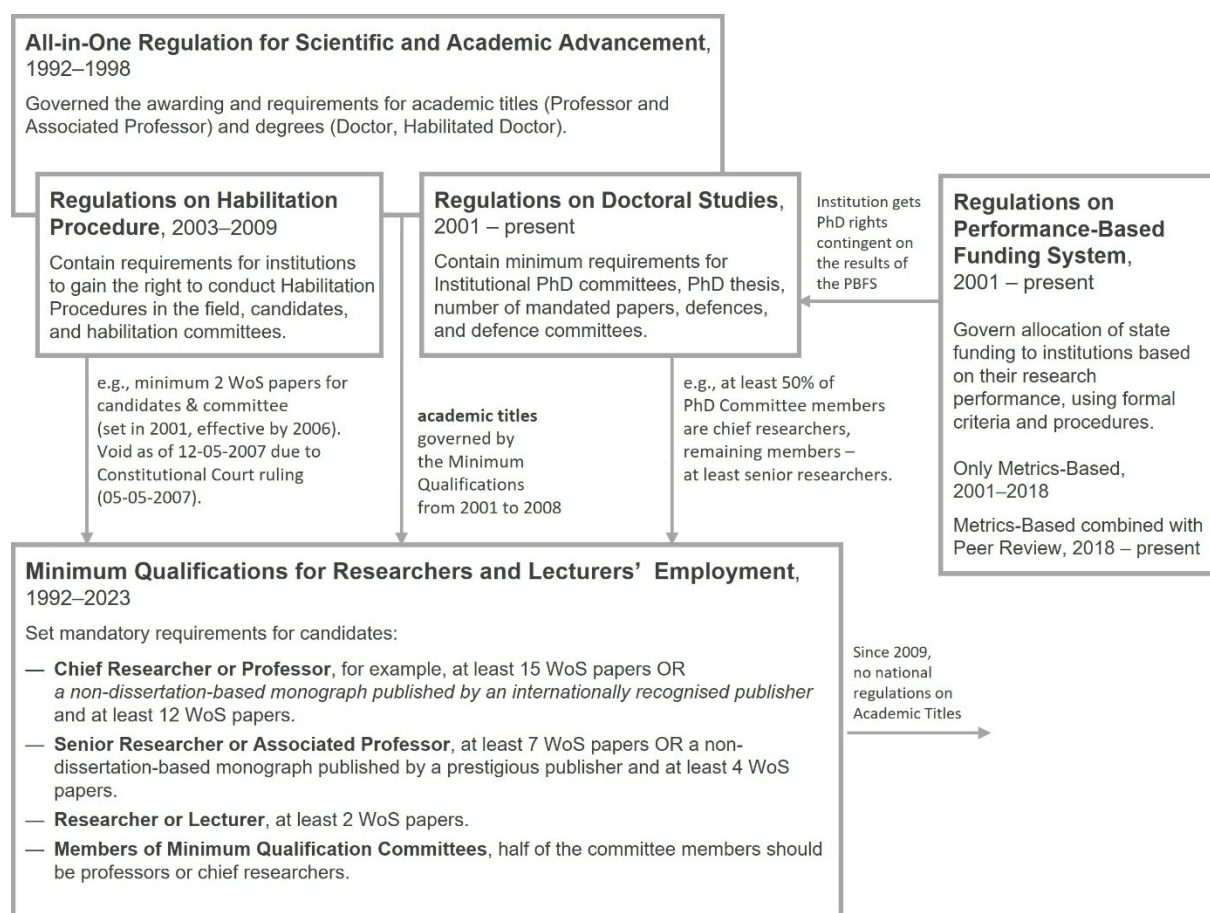 All-in-One Regulation for Scientific and Academic Advancement,
1992–1998
Governed the awarding and requirements for academic titles (Professor and
Associated Professor) and degrees (Doctor, Habilitated Doctor).
Regulations on Habilitation
Procedure, 2003–2009
Contain requirements for institutions
to gain the right to conduct Habilitation
Procedures in the field, candidates,
and habilitation committees.
Regulations on Doctoral Studies,
2001 – present
Contain minimum requirements for
Institutional PhD committees, PhD thesis,
number of mandated papers, defences,
and defence committees.
Institution gets
PhD rights
contingent on
the results of
the PBFS
Regulations on
Performance-Based
Funding System,
2001 – present
Govern allocation of state
funding to institutions based
on their research
performance, using formal
criteria and procedures.
Only Metrics-Based,
2001–2018
Metrics-Based combined with
Peer Review, 2018 – present
e.g., minimum 2 WoS papers for
candidates & committee
(set in 2001, effective by 2006).
Void as of 12-05-2007 due to
Constitutional Court ruling
(05-05-2007).
academic titles
governed by
the Minimum
Qualifications
from 2001 to 2008
e.g., at least 50% of
PhD Committee members
are chief researchers,
remaining members –
at least senior researchers.
Minimum Qualifications for Researchers and Lecturers’ Employment,
1992–2023
Set mandatory requirements for candidates:
— Chief Researcher or Professor, for example, at least 15 WoS papers OR
a non-dissertation-based monograph published by an internationally recognised publisher
and at least 12 WoS papers.
— Senior Researcher or Associated Professor, at least 7 WoS papers OR a non-
dissertation-based monograph published by a prestigious publisher and at least 4 WoS
papers.
— Researcher or Lecturer, at least 2 WoS papers.
— Members of Minimum Qualification Committees, half of the committee members should
be professors or chief researchers.
Since 2009,
no national
regulations on
Academic Titles